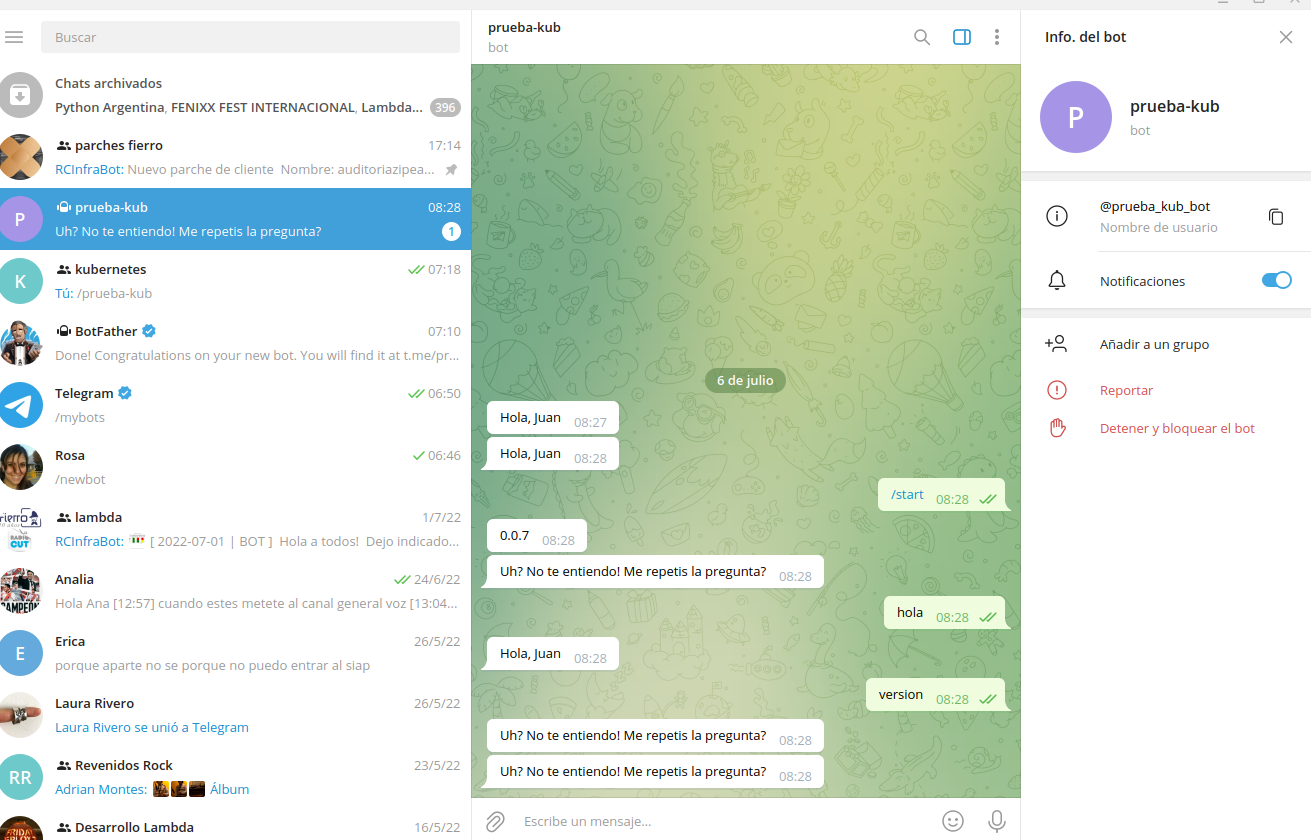 Buscar
Chats archivados
Python Argentina, FENIXX FEST INTERNACIONAL, Lambda... 396
parches fierro 17:14
RCInfraBot: Nuevo parche de cliente Nombre: auditoriazipea...
P prueba-kub 08:28
Uh? No te entiendo! Me repetis la pregunta? 1
K kubernetes 07:18
Tú: /prueba-kub
BotFather 07:10
Done! Congratulations on your new bot. You will find it at t.me/pr...
Telegram 06:50
/mybots
Rosa 06:46
/newbot
lambda 1/7/22
RCInfraBot: [ 2022-07-01 | BOT ] Hola a todos! Dejo indicado...
Analia 24/6/22
Hola Ana [12:57] cuando estes metete al canal general voz [13:04...
E Erica 26/5/22
porque aparte no se porque no puedo entrar al siap
Laura Rivero 26/5/22
Laura Rivero se unió a Telegram
RR Revenidos Rock 23/5/22
Adrian Montes: Álbum
Desarrollo Lambda 16/5/22
prueba-kub
bot
6 de julio
Hola, Juan 08:27
Hola, Juan 08:28
/start 08:28
0.0.7 08:28
Uh? No te entiendo! Me repetis la pregunta? 08:28
hola 08:28
Hola, Juan 08:28
version 08:28
Uh? No te entiendo! Me repetis la pregunta? 08:28
Uh? No te entiendo! Me repetis la pregunta? 08:28
Escribe un mensaje...
Info. del bot
P prueba-kub
bot
@prueba_kub_bot
Nombre de usuario
Notificaciones
Añadir a un grupo
Reportar
Detener y bloquear el bot